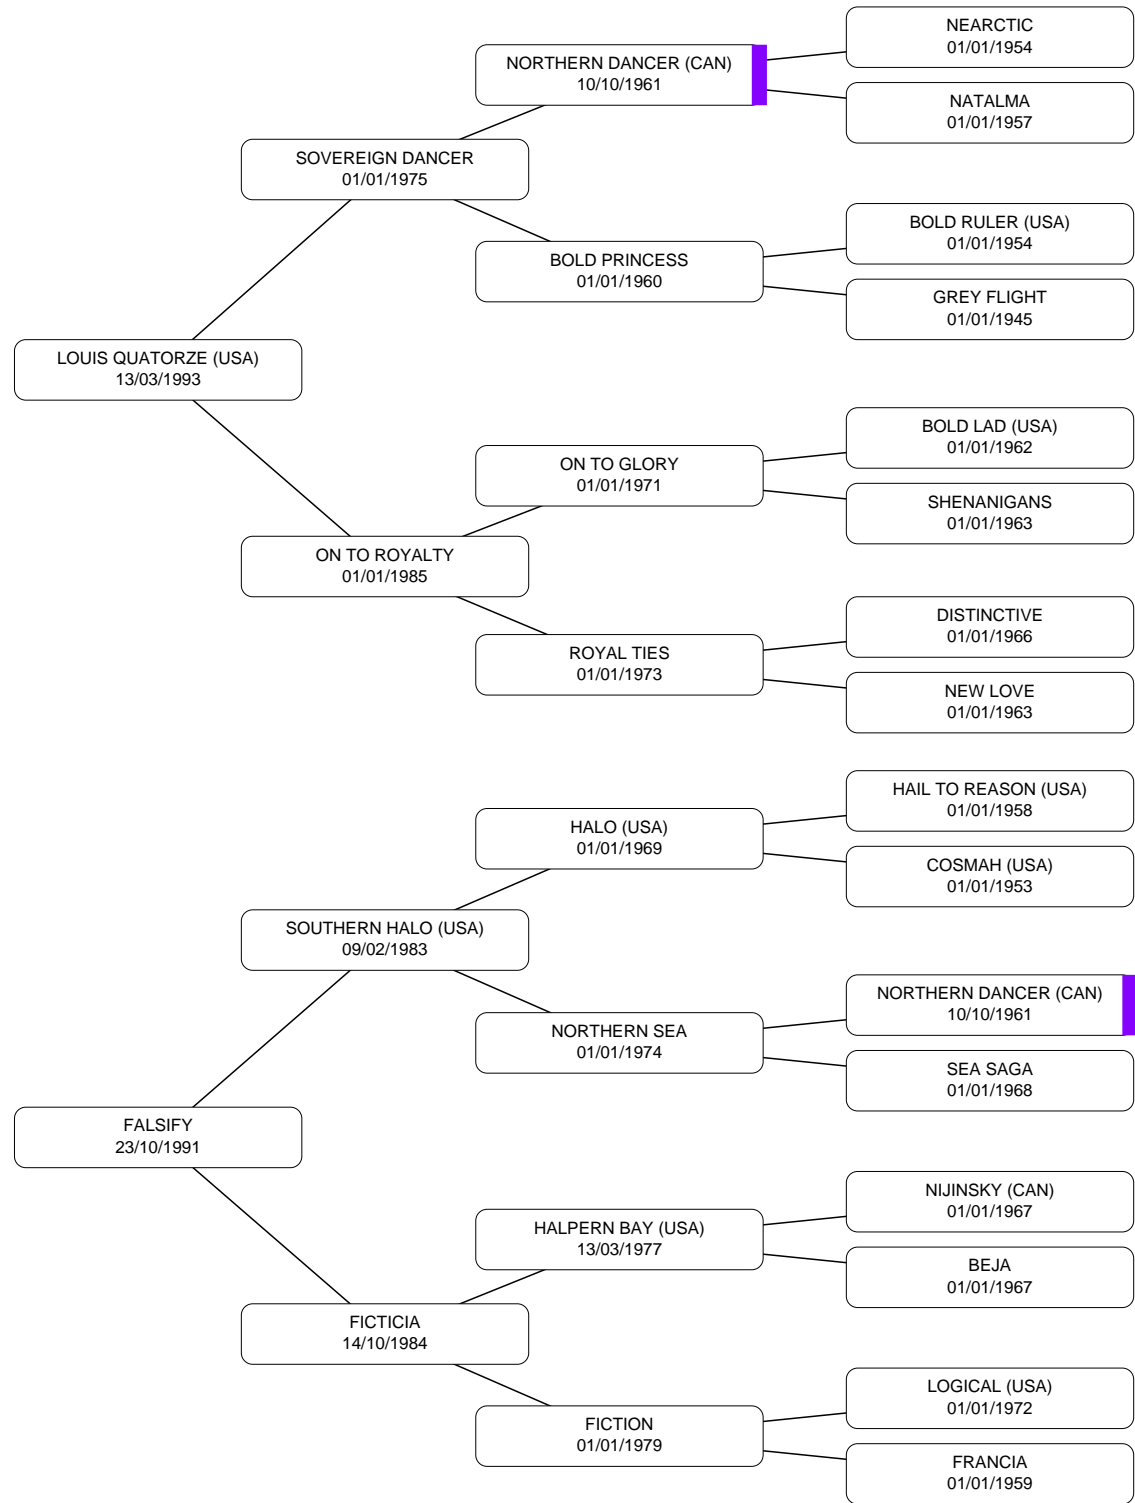 NEARCTIC
01/01/1954
NORTHERN DANCER (CAN)
10/10/1961
NATALMA
01/01/1957
SOVEREIGN DANCER
01/01/1975
BOLD RULER (USA)
01/01/1954
BOLD PRINCESS
01/01/1960
GREY FLIGHT
01/01/1945
LOUIS QUATORZE (USA)
13/03/1993
BOLD LAD (USA)
01/01/1962
ON TO GLORY
01/01/1971
SHENANIGANS
01/01/1963
ON TO ROYALTY
01/01/1985
DISTINCTIVE
01/01/1966
ROYAL TIES
01/01/1973
NEW LOVE
01/01/1963
HAIL TO REASON (USA)
01/01/1958
HALO (USA)
01/01/1969
COSMAH (USA)
01/01/1953
SOUTHERN HALO (USA)
09/02/1983
NORTHERN DANCER (CAN)
10/10/1961
NORTHERN SEA
01/01/1974
SEA SAGA
01/01/1968
FALSIFY
23/10/1991
NIJINSKY (CAN)
01/01/1967
HALPERN BAY (USA)
13/03/1977
BEJA
01/01/1967
FICTICIA
14/10/1984
LOGICAL (USA)
01/01/1972
FICTION
01/01/1979
FRANCIA
01/01/1959